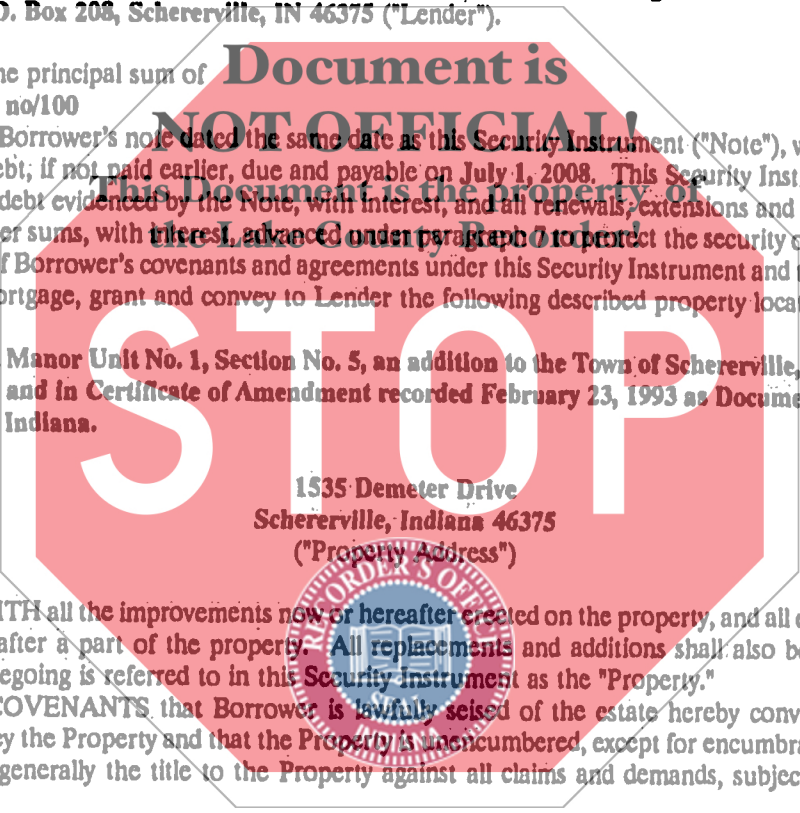 O. Box 208, Schererville, IN 46375 ("Lender").
he principal sum of
Document is
no/100
NOT OFFICIAL!
Borrower's note dated the same date as this Security Instrument ("Note"), w
ebt, if not paid earlier, due and payable on July 1, 2008. This Security Inst
This Document is the property of
debt evidenced by the Note, with interest, and all renewals, extensions and
er sums, with interest, advanced under paragraph 7 to protect the security o
the Lake County Recorder!
f Borrower's covenants and agreements under this Security Instrument and
ortgage, grant and convey to Lender the following described property locat
STOP
Manor Unit No. 1, Section No. 5, an addition to the Town of Schererville,
and in Certificate of Amendment recorded February 23, 1993 as Docume
Indiana.
1535 Demeter Drive
Schererville, Indiana 46375
("Property Address")
RECORDER'S OFFICE
ITH all the improvements now or hereafter erected on the property, and all e
after a part of the property. All replacements and additions shall also be
egoing is referred to in this Security Instrument as the "Property."
SEAL
COVENANTS that Borrower is lawfully seised of the estate hereby conv
INDIANA
ey the Property and that the Property is unencumbered, except for encumbra
generally the title to the Property against all claims and demands, subjec